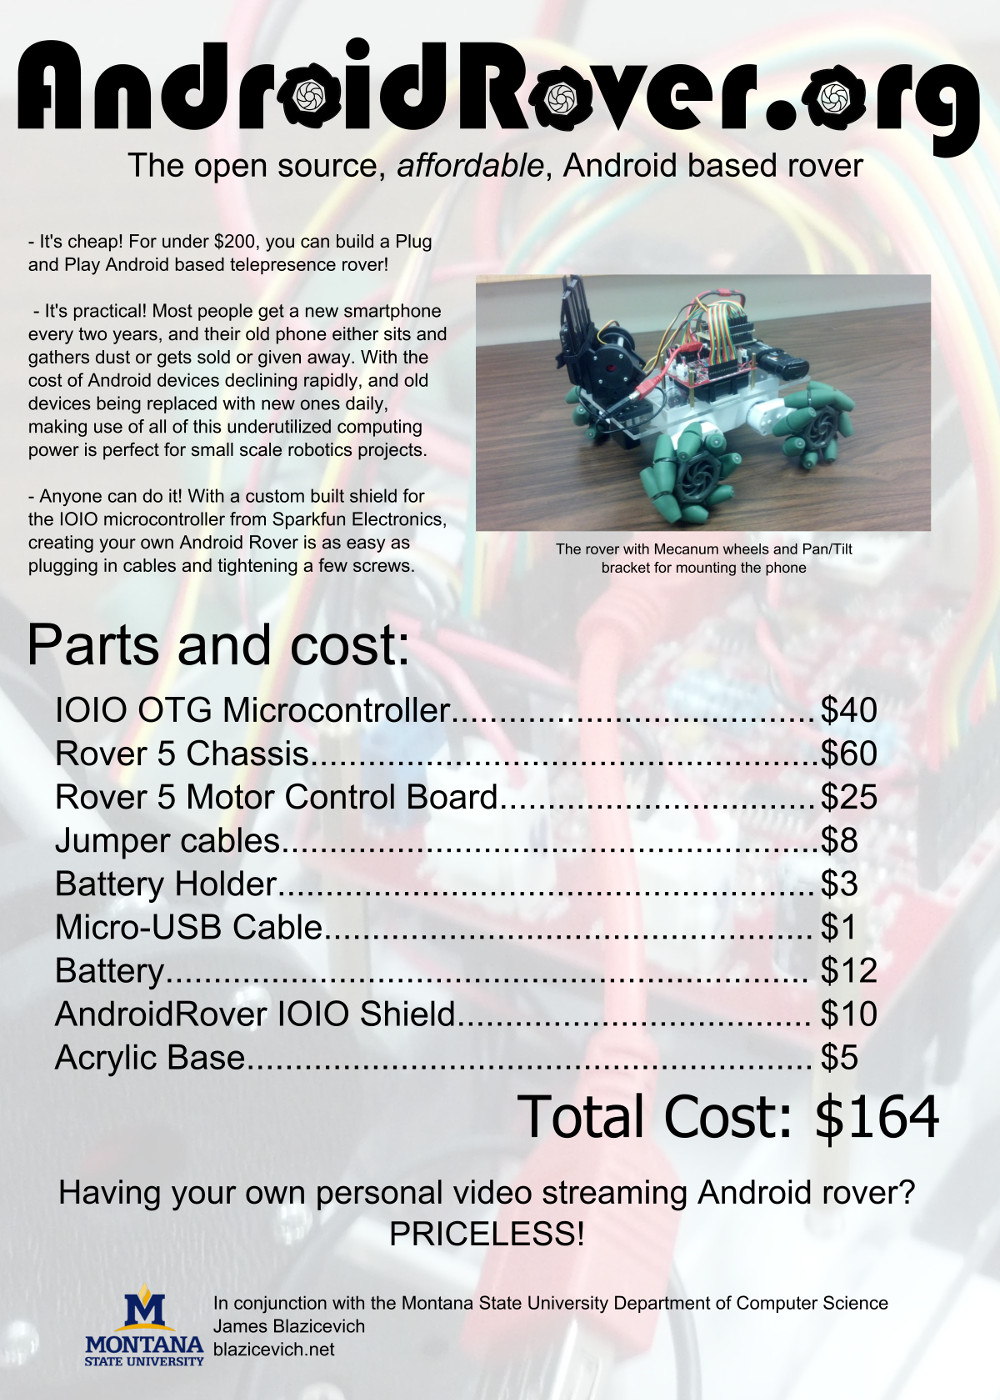 AndroidRover.org
The open source, affordable, Android based rover
- It's cheap! For under $200, you can build a Plug
and Play Android based telepresence rover!
- It's practical! Most people get a new smartphone
every two years, and their old phone either sits and
gathers dust or gets sold or given away. With the
cost of Android devices declining rapidly, and old
devices being replaced with new ones daily,
making use of all of this underutilized computing
power is perfect for small scale robotics projects.
- Anyone can do it! With a custom built shield for
the IOIO microcontroller from Sparkfun Electronics,
creating your own Android Rover is as easy as
plugging in cables and tightening a few screws.
The rover with Mecanum wheels and Pan/Tilt
bracket for mounting the phone
Parts and cost:
IOIO OTG Microcontroller......................................$40
Rover 5 Chassis.....................................................$60
Rover 5 Motor Control Board.................................$25
Jumper cables........................................................$8
Battery Holder........................................................$3
Micro-USB Cable...................................................$1
Battery...................................................................$12
AndroidRover IOIO Shield.....................................$10
Acrylic Base...........................................................$5
Total Cost: $164
Having your own personal video streaming Android rover?
PRICELESS!
M
MONTANA
STATE UNIVERSITY
In conjunction with the Montana State University Department of Computer Science
James Blazicevich
blazicevich.net